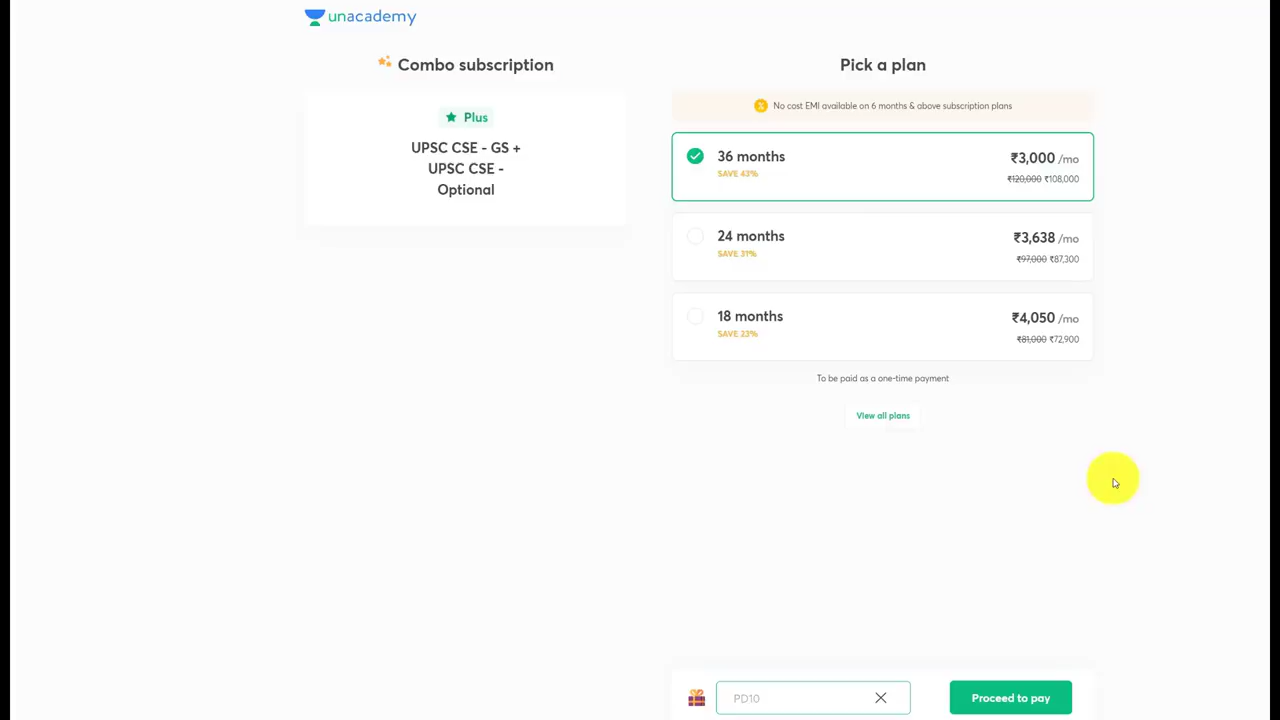 unacademy
Combo subscription
Plus
UPSC CSE - GS +
UPSC CSE -
Optional
Pick a plan
No cost EMI available on 6 months & above subscription plans
36 months
SAVE 43%
₹3,000 /mo
₹120,000 ₹108,000
24 months
SAVE 31%
₹3,638 /mo
₹97,000 ₹87,300
18 months
SAVE 23%
₹4,050 /mo
₹81,000 ₹72,900
To be paid as a one-time payment
View all plans
PD10
Proceed to pay